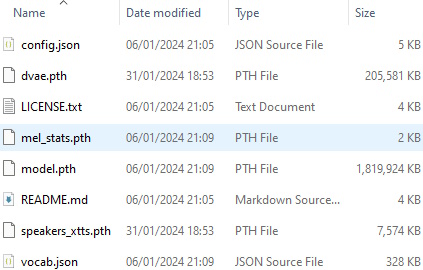 Name Date modified Type Size
config.json 06/01/2024 21:05 JSON Source File 5 KB
dvae.pth 31/01/2024 18:53 PTH File 205,581 KB
LICENSE.txt 06/01/2024 21:05 Text Document 4 KB
mel_stats.pth 06/01/2024 21:09 PTH File 2 KB
model.pth 06/01/2024 21:09 PTH File 1,819,924 KB
README.md 06/01/2024 21:05 Markdown Source... 4 KB
speakers_xtts.pth 31/01/2024 18:53 PTH File 7,574 KB
vocab.json 06/01/2024 21:09 JSON Source File 328 KB